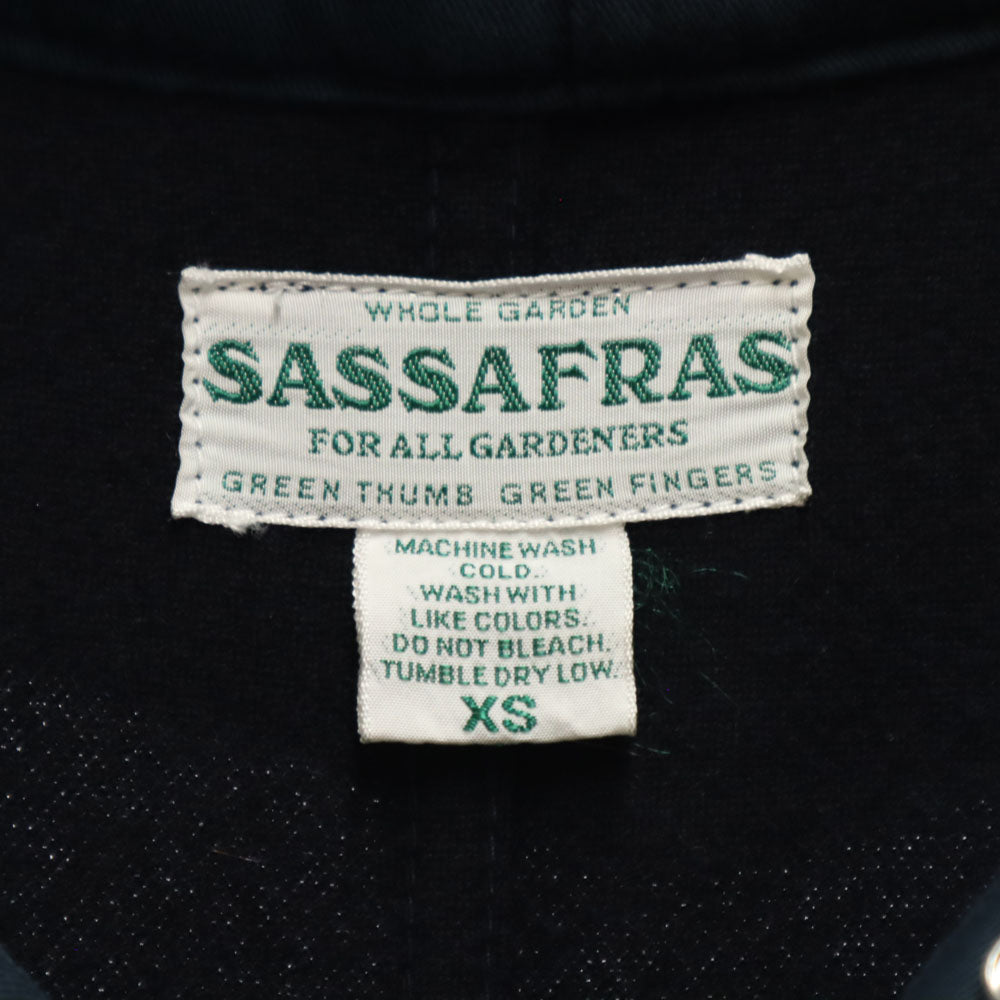 WHOLE GARDEN
SASSAFRAS
FOR ALL GARDENERS
GREEN THUMB GREEN FINGERS
MACHINE WASH
COLD.
WASH WITH
LIKE COLORS.
DO NOT BLEACH.
TUMBLE DRY LOW.
XS